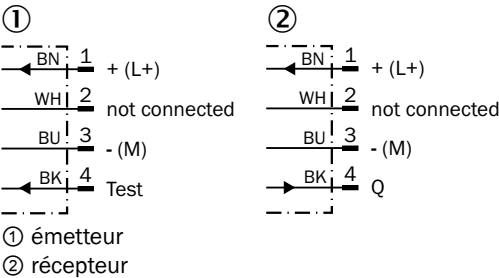 ① ②
BN 1 + (L+) BN 1 + (L+)
WH 2 not connected WH 2 not connected
BU 3 - (M) BU 3 - (M)
BK 4 Test BK 4 Q
① émetteur
② récepteur